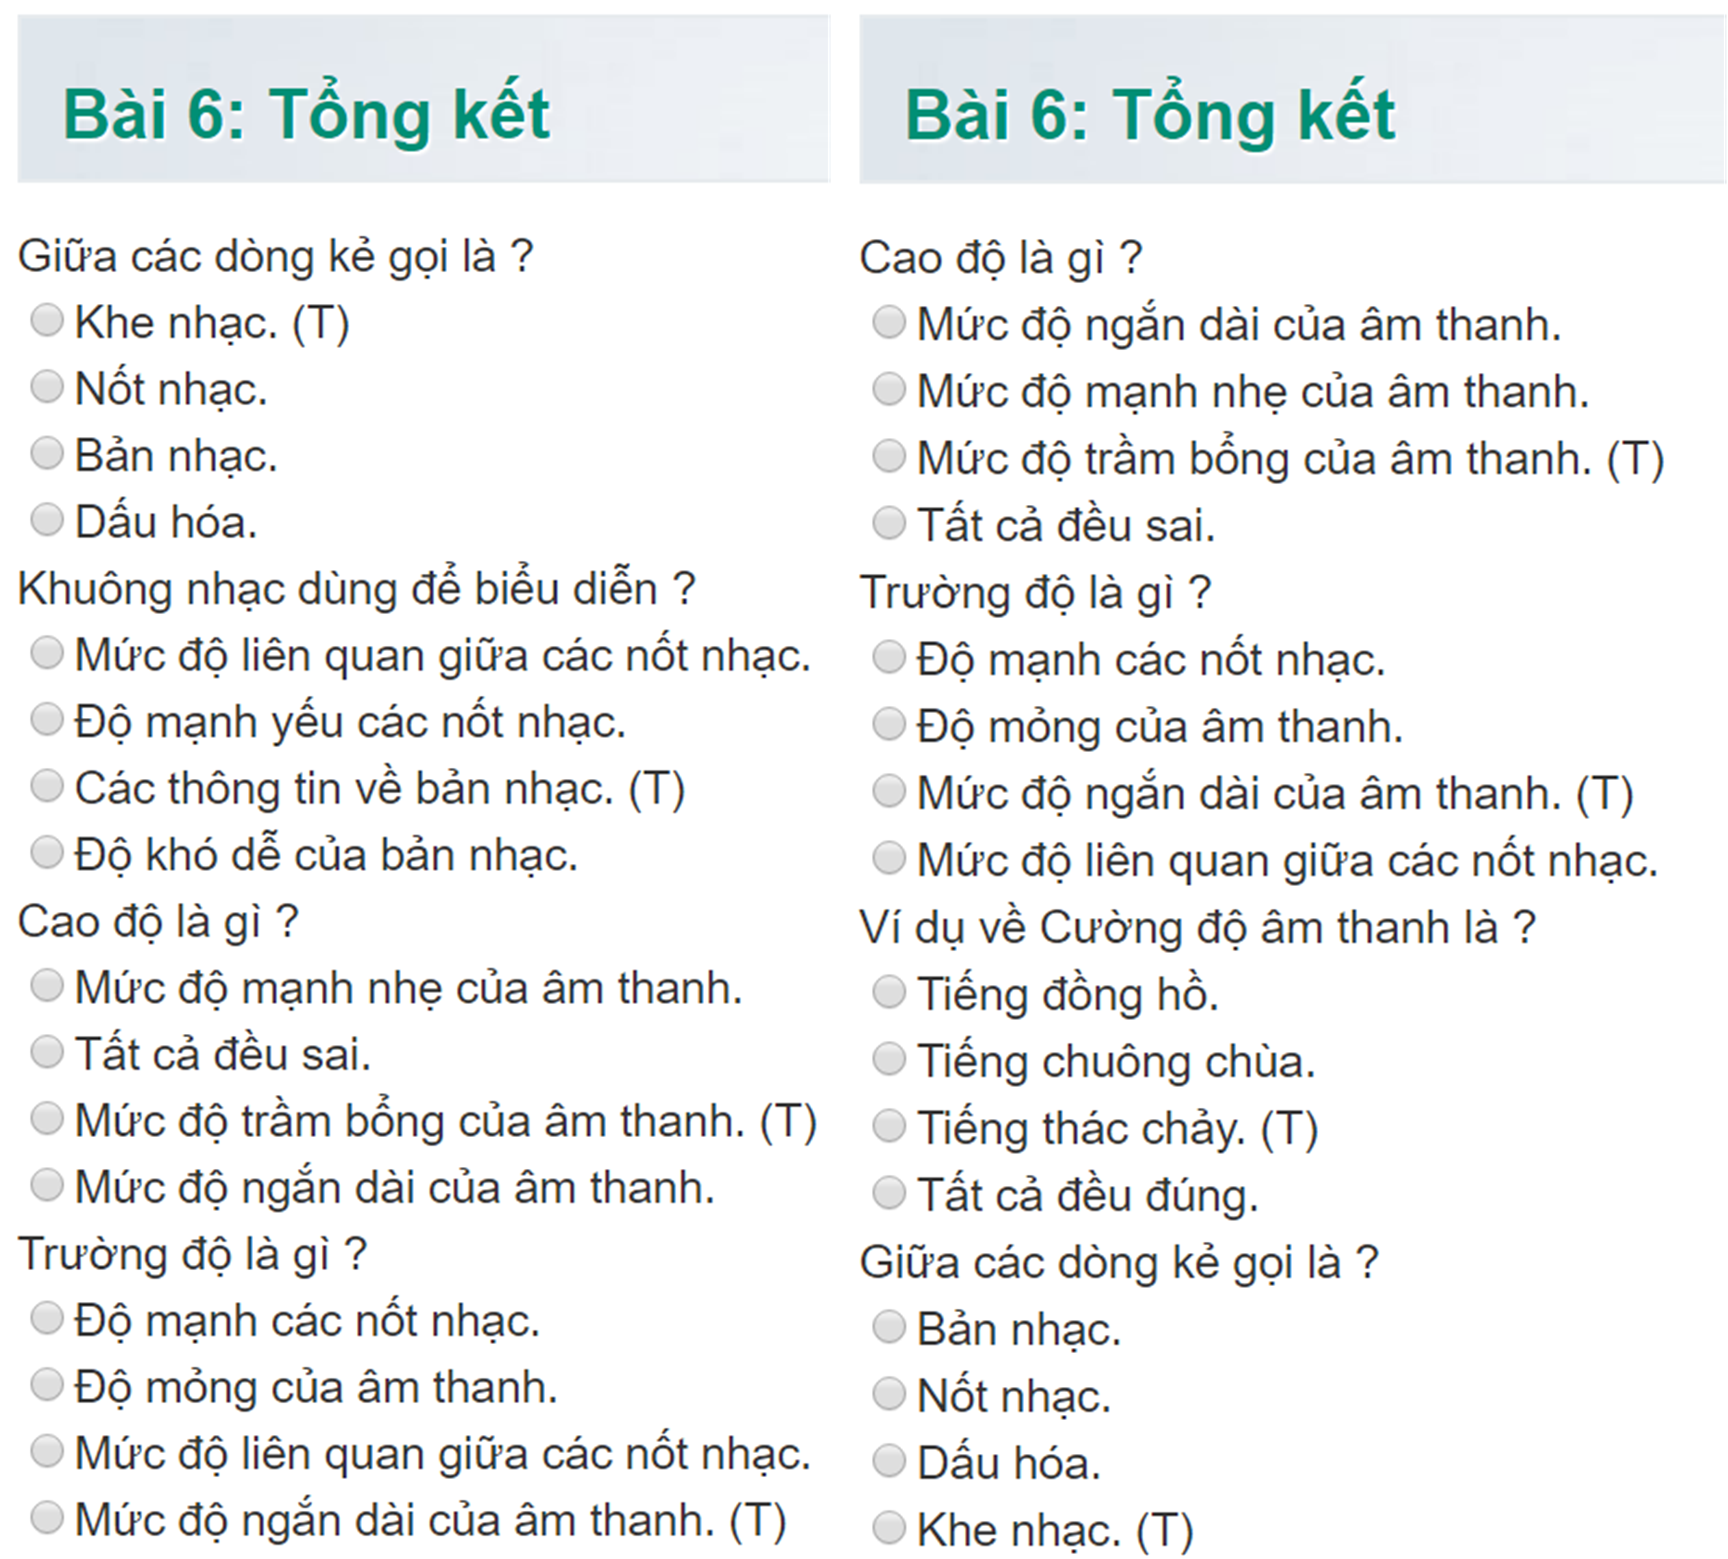 Bài 6: Tổng kết
Giữa các dòng kẻ gọi là ?
Khe nhạc. (T)
Nốt nhạc.
Bản nhạc.
Dấu hóa.
Khuông nhạc dùng để biểu diễn ?
Mức độ liên quan giữa các nốt nhạc.
Độ mạnh yếu các nốt nhạc.
Các thông tin về bản nhạc. (T)
Độ khó dễ của bản nhạc.
Cao độ là gì ?
Mức độ mạnh nhẹ của âm thanh.
Tất cả đều sai.
Mức độ trầm bổng của âm thanh. (T)
Mức độ ngắn dài của âm thanh.
Trường độ là gì ?
Độ mạnh các nốt nhạc.
Độ mỏng của âm thanh.
Mức độ liên quan giữa các nốt nhạc.
Mức độ ngắn dài của âm thanh. (T)
Bài 6: Tổng kết
Cao độ là gì ?
Mức độ ngắn dài của âm thanh.
Mức độ mạnh nhẹ của âm thanh.
Mức độ trầm bổng của âm thanh. (T)
Tất cả đều sai.
Trường độ là gì ?
Độ mạnh các nốt nhạc.
Độ mỏng của âm thanh.
Mức độ ngắn dài của âm thanh. (T)
Mức độ liên quan giữa các nốt nhạc.
Ví dụ về Cường độ âm thanh là ?
Tiếng đồng hồ.
Tiếng chuông chùa.
Tiếng thác chảy. (T)
Tất cả đều đúng.
Giữa các dòng kẻ gọi là ?
Bản nhạc.
Nốt nhạc.
Dấu hóa.
Khe nhạc. (T)